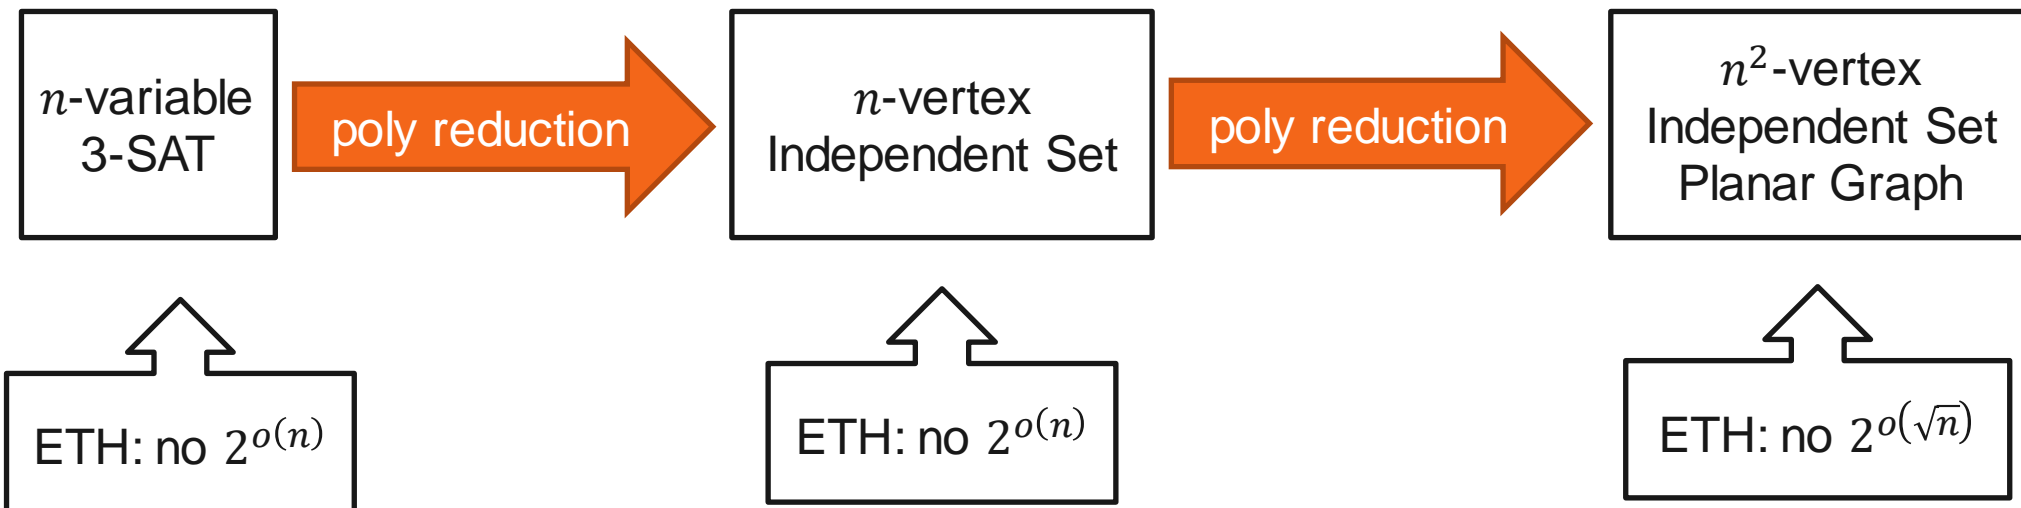 n-variable
3-SAT
poly reduction
n-vertex
Independent Set
poly reduction
n²-vertex
Independent Set
Planar Graph
ETH: no 2^{o(n)}
ETH: no 2^{o(n)}
ETH: no 2^{o(√n)}